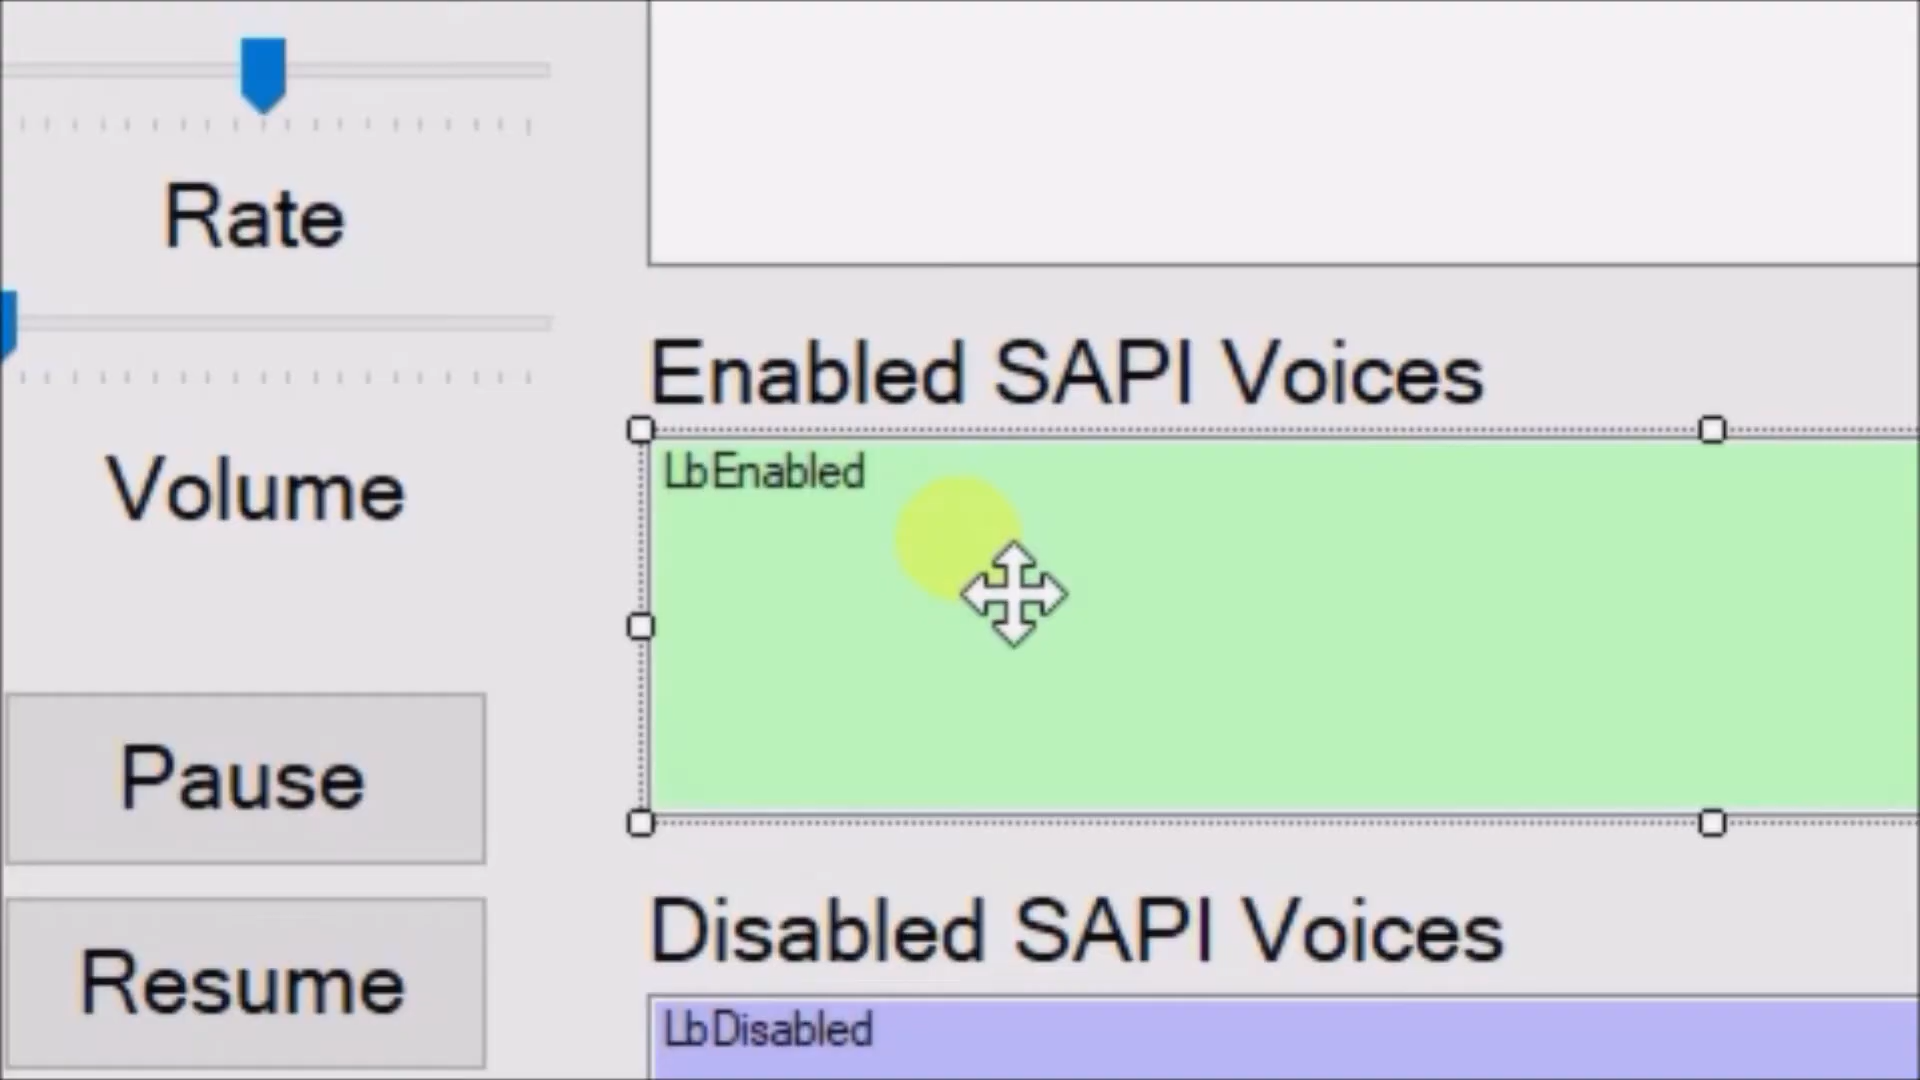 Rate
Volume
Pause
Resume
Enabled SAPI Voices
LbEnabled
Disabled SAPI Voices
LbDisabled